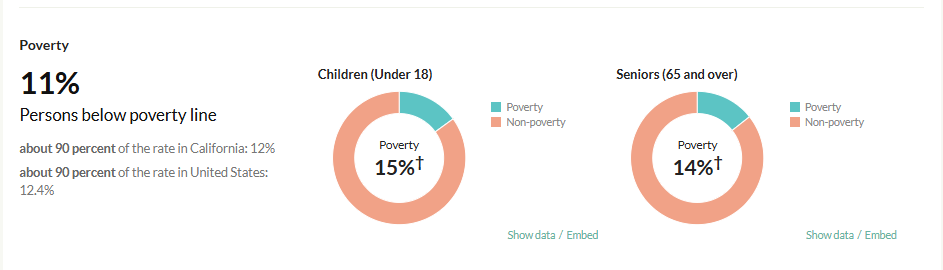 Poverty
11%
Persons below poverty line
about 90 percent of the rate in California: 12%
about 90 percent of the rate in United States:
12.4%
Children (Under 18)
Poverty
Non-poverty
Poverty
15%†
Show data / Embed
Seniors (65 and over)
Poverty
Non-poverty
Poverty
14%†
Show data / Embed